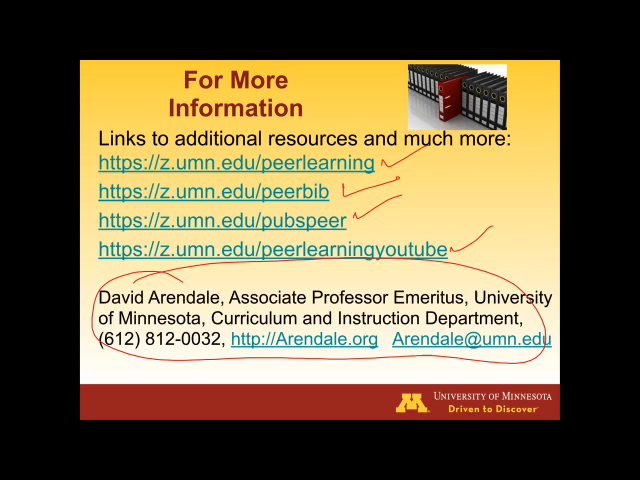 For More
Information
Links to additional resources and much more:
https://z.umn.edu/peerlearning
https://z.umn.edu/peerbib
https://z.umn.edu/pubspeer
https://z.umn.edu/peerlearningyoutube
David Arendale, Associate Professor Emeritus, University
of Minnesota, Curriculum and Instruction Department,
(612) 812-0032, http://Arendale.org Arendale@umn.edu
M UNIVERSITY OF MINNESOTA
Driven to Discover